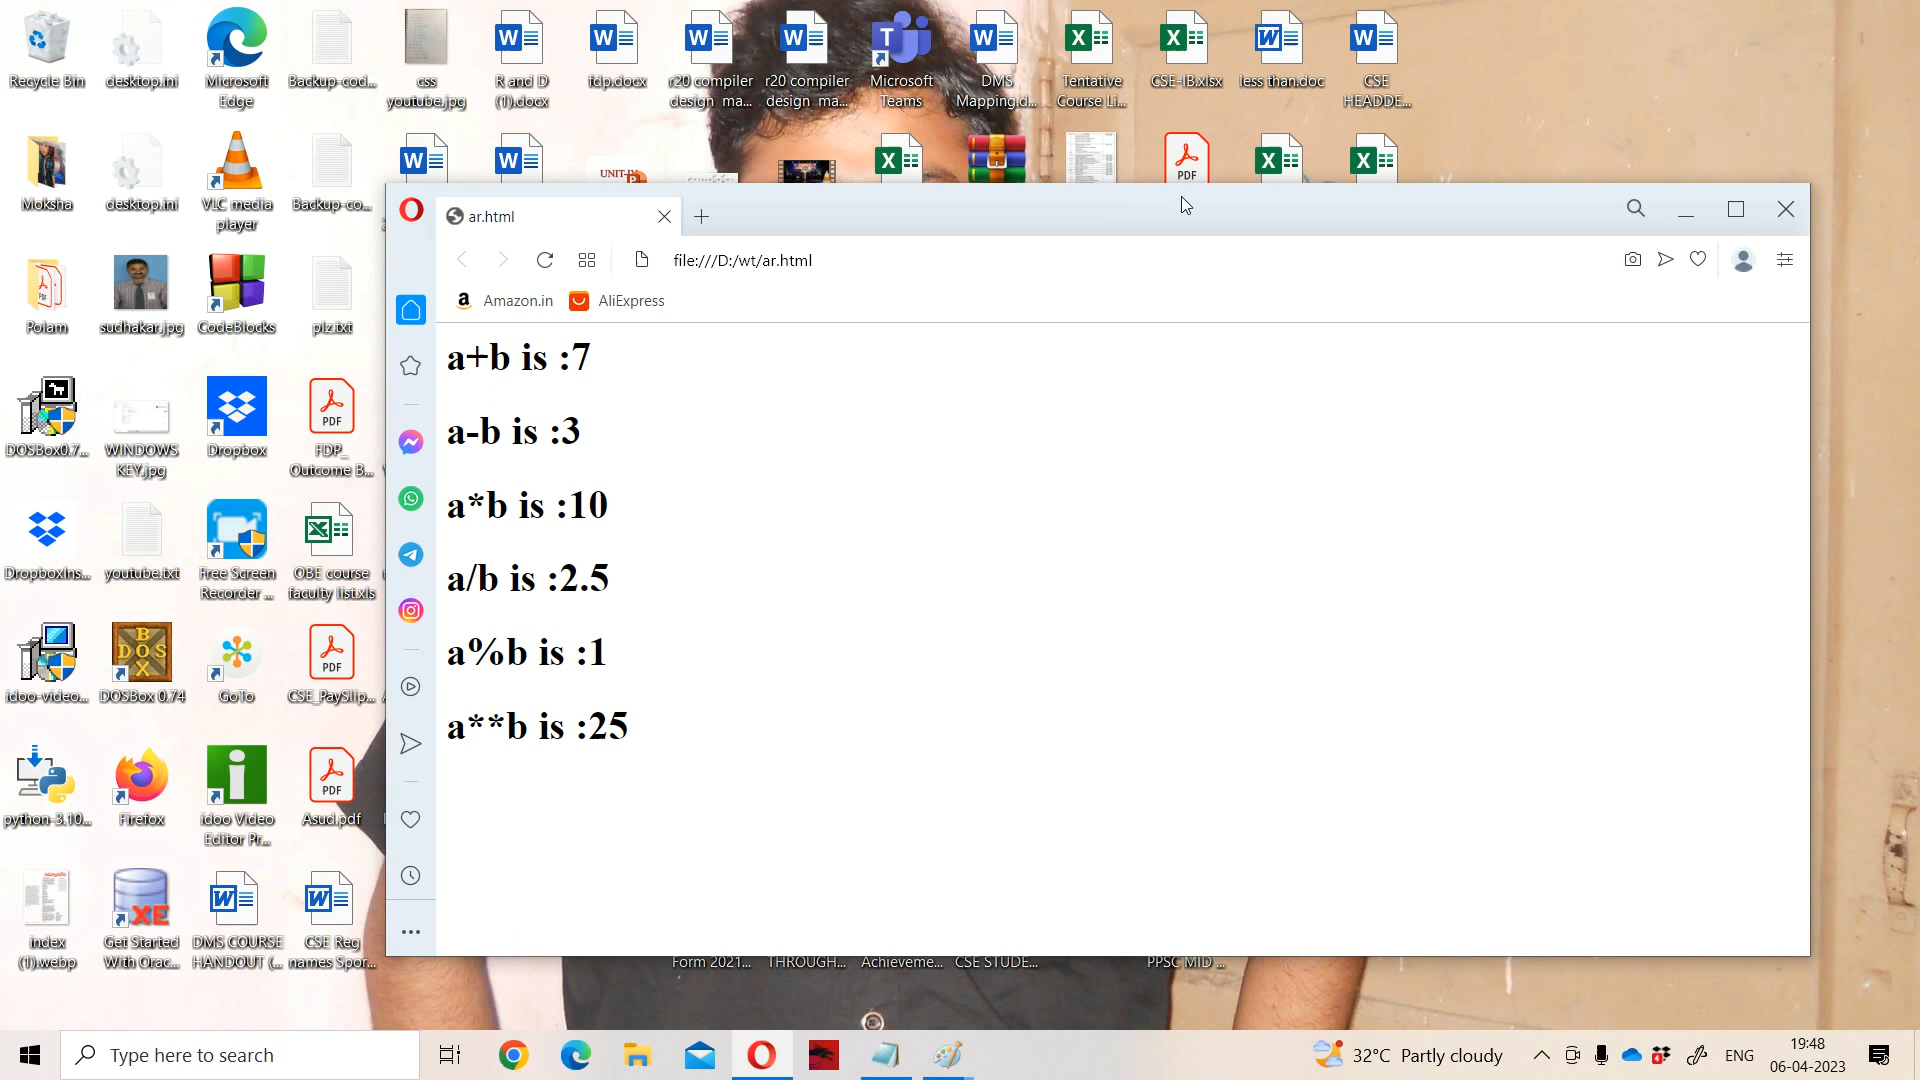 Recycle Bin
desktop.ini
Microsoft
Edge
Backup-cod...
css
youtube.jpg
R and D
(1).docx
fdp.docx
r20 compiler
design ma...
r20 compiler
design ma...
Microsoft
Teams
DMS
Mapping.d...
Tentative
Course Li...
CSE-IB.xlsx
less than.doc
CSE
HEADDE...
Moksha
desktop.ini
VLC media
player
Backup-co...
UNIT-IV
PDF
ar.html
file:///D:/wt/ar.html
Amazon.in
AliExpress
Polam
sudhakar.jpg
CodeBlocks
plz.txt
a+b is :7
a-b is :3
a*b is :10
a/b is :2.5
a%b is :1
a**b is :25
DOSBox0.7...
WINDOWS
KEY.jpg
Dropbox
PDF
FDP_
Outcome B...
DropboxIns...
youtube.txt
Free Screen
Recorder ...
OBE course
faculty list.xls
idoo-video...
DOSBox 0.74
GoTo
PDF
CSE_PaySlip...
python-3.10...
Firefox
idoo Video
Editor Pr...
PDF
Asud.pdf
index
(1).webp
XE
Get Started
With Orac...
DMS COURSE
HANDOUT (...
CSE Reg
names Spor...
Form 2021...
THROUGH...
Achieveme...
CSE STUDE...
PPSC MID ...
Type here to search
32°C Partly cloudy
ENG
19:48
06-04-2023